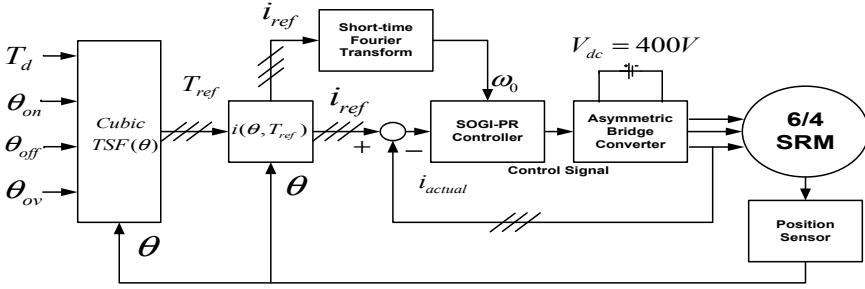 T_d
θ_on
θ_off
θ_ov
Cubic
TSF(θ)
T_ref
i_ref
i(θ,T_ref)
i_ref
Short-time
Fourier
Transform
ω_0
+
−
SOGI-PR
Controller
Control Signal
V_dc = 400V
Asymmetric
Bridge
Converter
6/4
SRM
i_actual
Position
Sensor
θ
θ